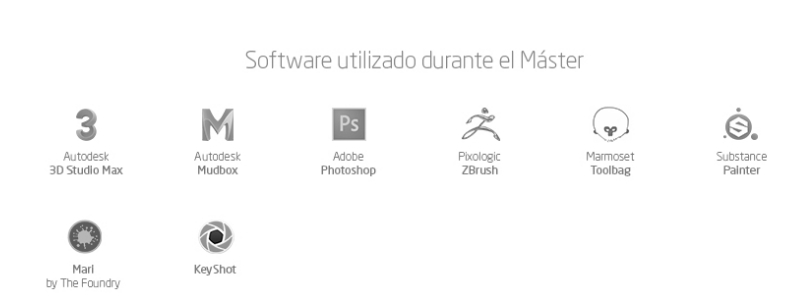 Software utilizado durante el Máster
3
M
Ps
S
Autodesk
3D Studio Max
Autodesk
Mudbox
Adobe
Photoshop
Pixologic
ZBrush
Marmoset
Toolbag
Substance
Painter
Mari
by The Foundry
KeyShot